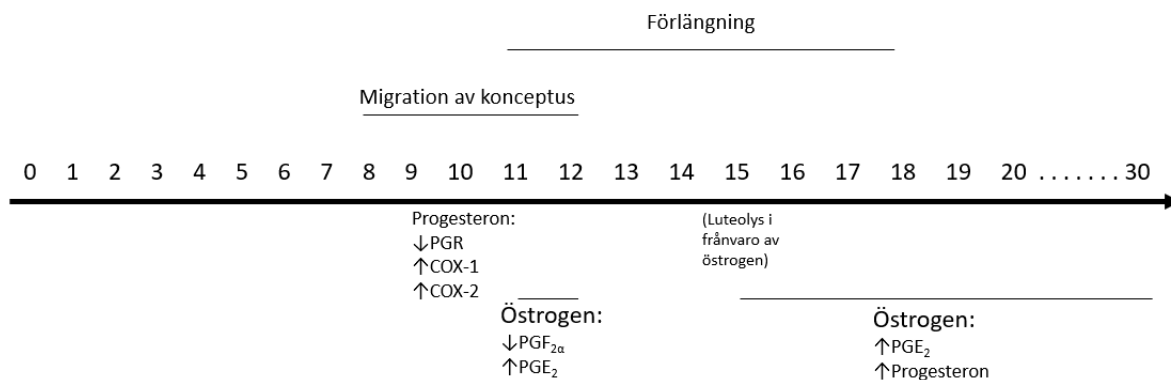 Förlängning
Migration av konceptus
0 1 2 3 4 5 6 7 8 9 10 11 12 13 14 15 16 17 18 19 20 . . . . . . . 30
Progesteron:
↓PGR
↑COX-1
↑COX-2
(Luteolys i
frånvaro av
östrogen)
Östrogen:
↓PGF2α
↑PGE2
Östrogen:
↑PGE2
↑Progesteron